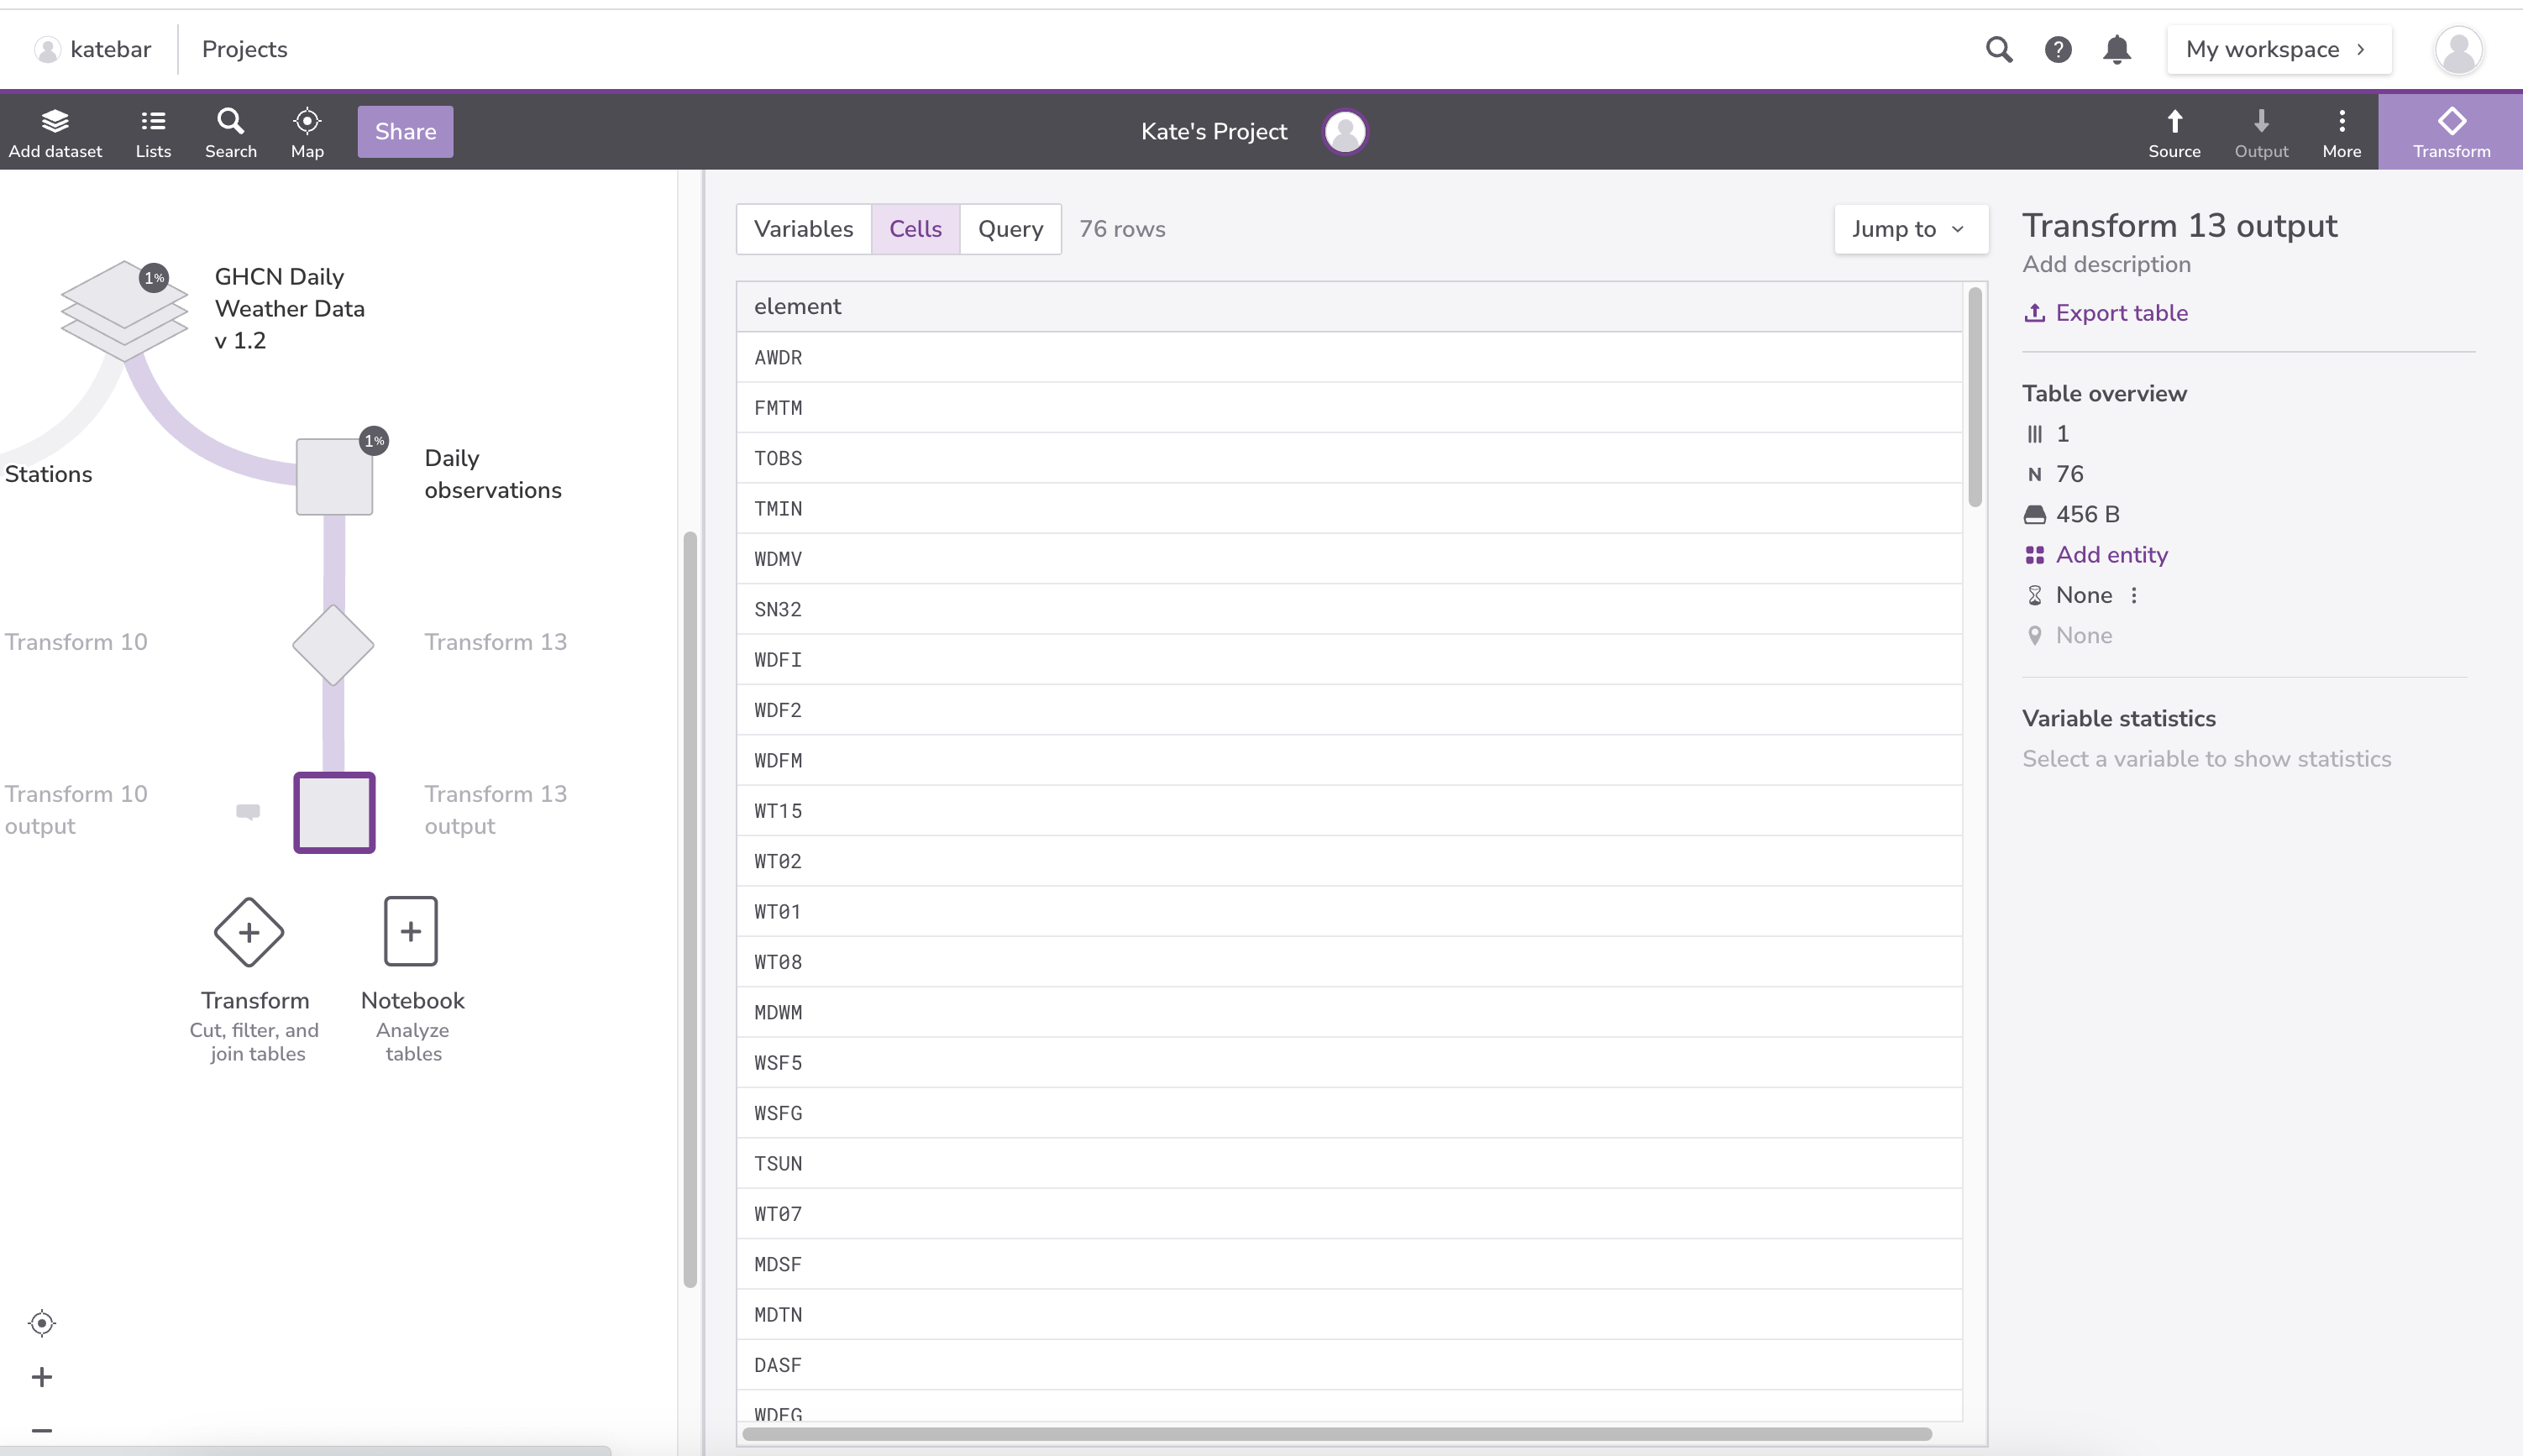 katebar
Projects
My workspace
Add dataset
Lists
Search
Map
Share
Kate's Project
Source
Output
More
Transform
1%
GHCN Daily
Weather Data
v 1.2
Stations
1%
Daily
observations
Transform 10
Transform 13
Transform 10
output
Transform 13
output
Transform
Cut, filter, and
join tables
Notebook
Analyze
tables
Variables
Cells
Query
76 rows
Jump to
element
AWDR
FMTM
TOBS
TMIN
WDMV
SN32
WDFI
WDF2
WDFM
WT15
WT02
WT01
WT08
MDWM
WSF5
WSFG
TSUN
WT07
MDSF
MDTN
DASF
WDFG
Transform 13 output
Add description
Export table
Table overview
1
N 76
456 B
Add entity
None
None
Variable statistics
Select a variable to show statistics